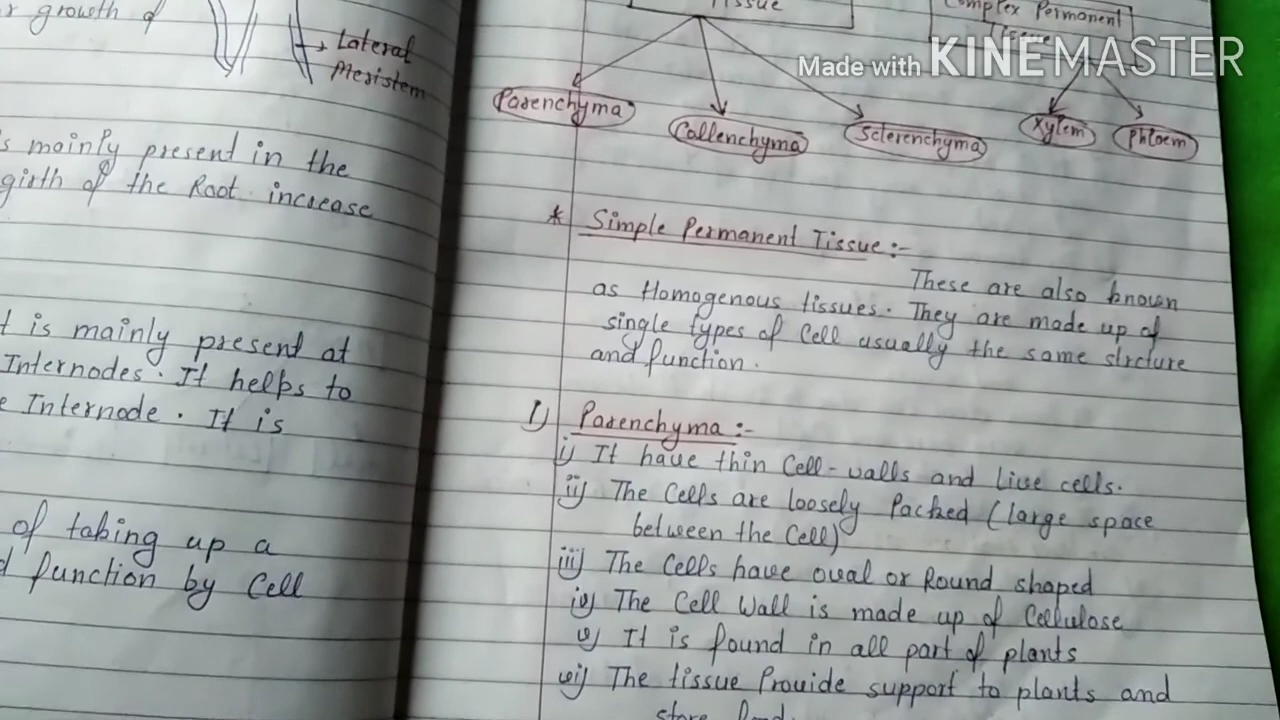 growth of
Lateral
Meristem
mainly present in the
girth of the Root increase
is mainly present at
Internodes. It helps to
Internode. It is
of taking up a
function by Cell
Tissue
Complex Permanent
Tissue
Made with KINEMASTER
Parenchyma
Collenchyma
Sclerenchyma
Xylem
Phloem
* Simple Permanent Tissue:-
These are also known
as Homogenous tissues. They are made up of
single types of Cell usually the same strcture
and function.
I) Parenchyma:-
i) It have thin Cell-walls and live cells.
ii) The Cells are loosely Packed (large space
between the Cell)
iii) The Cells have oval or Round shaped
iv) The Cell Wall is made up of Cellulose
v) It is found in all part of plants
vi) The tissue Provide support to plants and
store food.